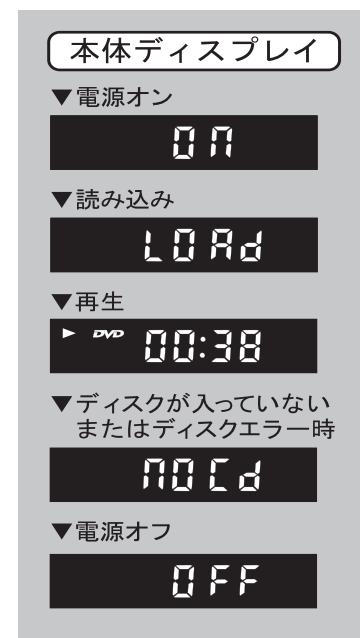 本体ディスプレイ
▼電源オン
ON
▼読み込み
LOAd
▼再生
▶ DVD 00:38
▼ディスクが入っていない
またはディスクエラー時
NOCd
▼電源オフ
OFF